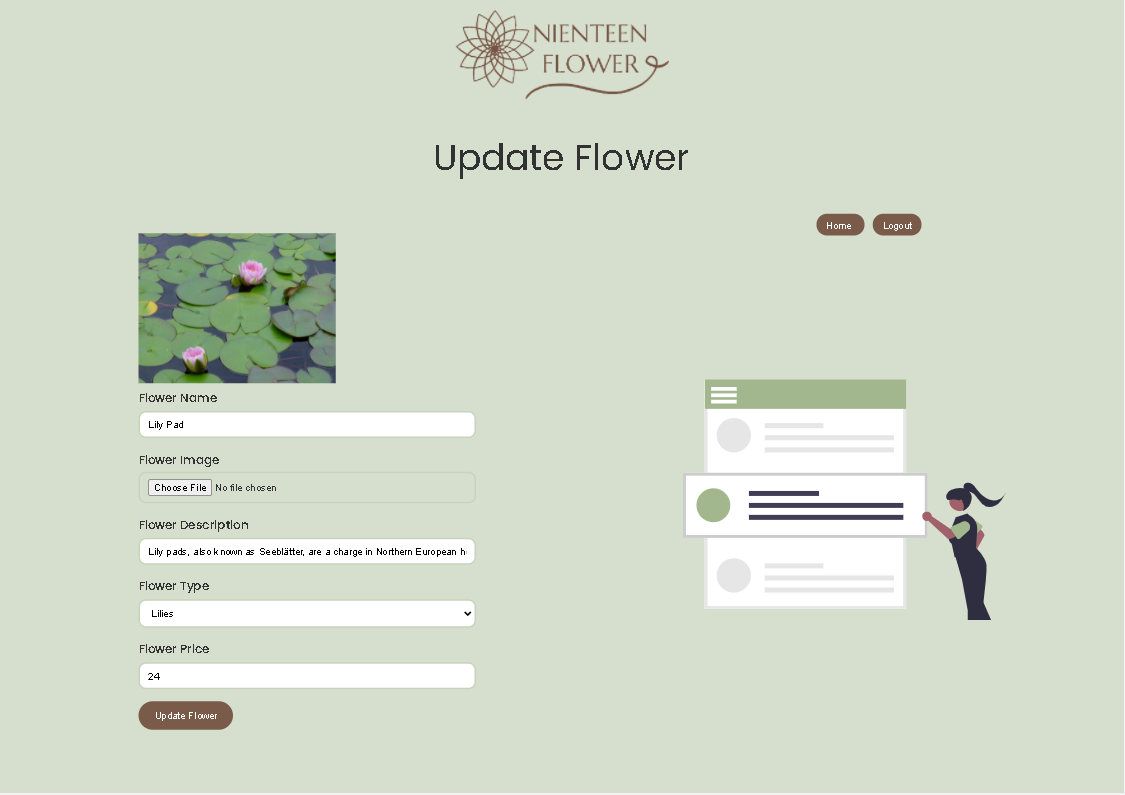 NIENTEEN
FLOWER
Update Flower
Home
Logout
Flower Name
Lily Pad
Flower Image
Choose File No file chosen
Flower Description
Lily pads, also known as Seeblätter, are a charge in Northern European
Flower Type
Lilies
Flower Price
24
Update Flower